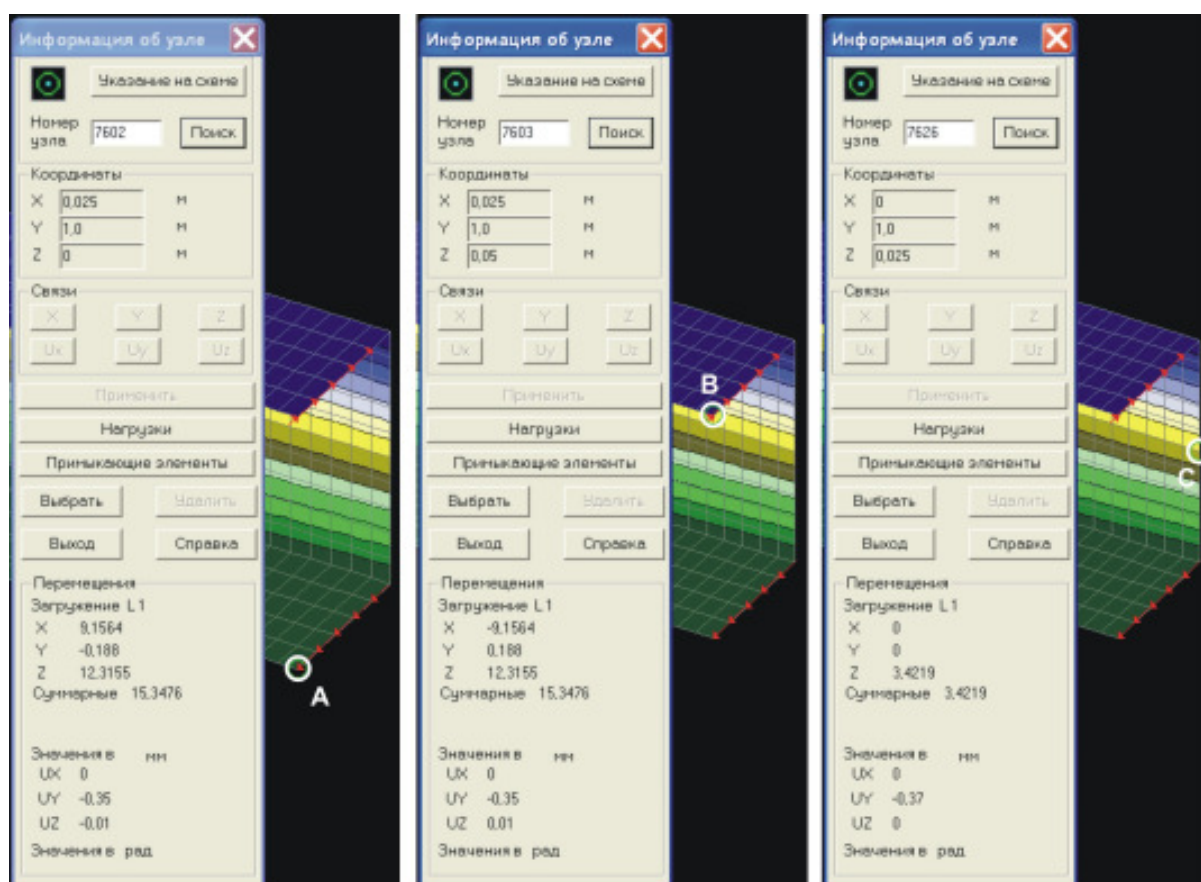 Информация об узле
Указание на схеме
Номер узла 7602 Поиск
Координаты
X 0,025 м
Y 1,0 м
Z 0 м
Связи
X Y Z
Ux Uy Uz
Применить
Нагрузки
Примыкающие элементы
Выбрать Удалить
Выход Справка
Перемещения
Загружение L1
X 9,1564
Y -0,188
Z 12,3155
Суммарные 15,3476
Значения в мм
UX 0
UY -0,35
UZ -0,01
Значения в рад
A
Информация об узле
Указание на схеме
Номер узла 7603 Поиск
Координаты
X 0,025 м
Y 1,0 м
Z 0,05 м
Связи
X Y Z
Ux Uy Uz
Применить
Нагрузки
Примыкающие элементы
Выбрать Удалить
Выход Справка
Перемещения
Загружение L1
X -9,1564
Y 0,188
Z 12,3155
Суммарные 15,3476
Значения в мм
UX 0
UY -0,35
UZ 0,01
Значения в рад
B
Информация об узле
Указание на схеме
Номер узла 7626 Поиск
Координаты
X 0 м
Y 1,0 м
Z 0,025 м
Связи
X Y Z
Ux Uy Uz
Применить
Нагрузки
Примыкающие элементы
Выбрать Удалить
Выход Справка
Перемещения
Загружение L1
X 0
Y 0
Z 3,4219
Суммарные 3,4219
Значения в мм
UX 0
UY -0,37
UZ 0
Значения в рад
C